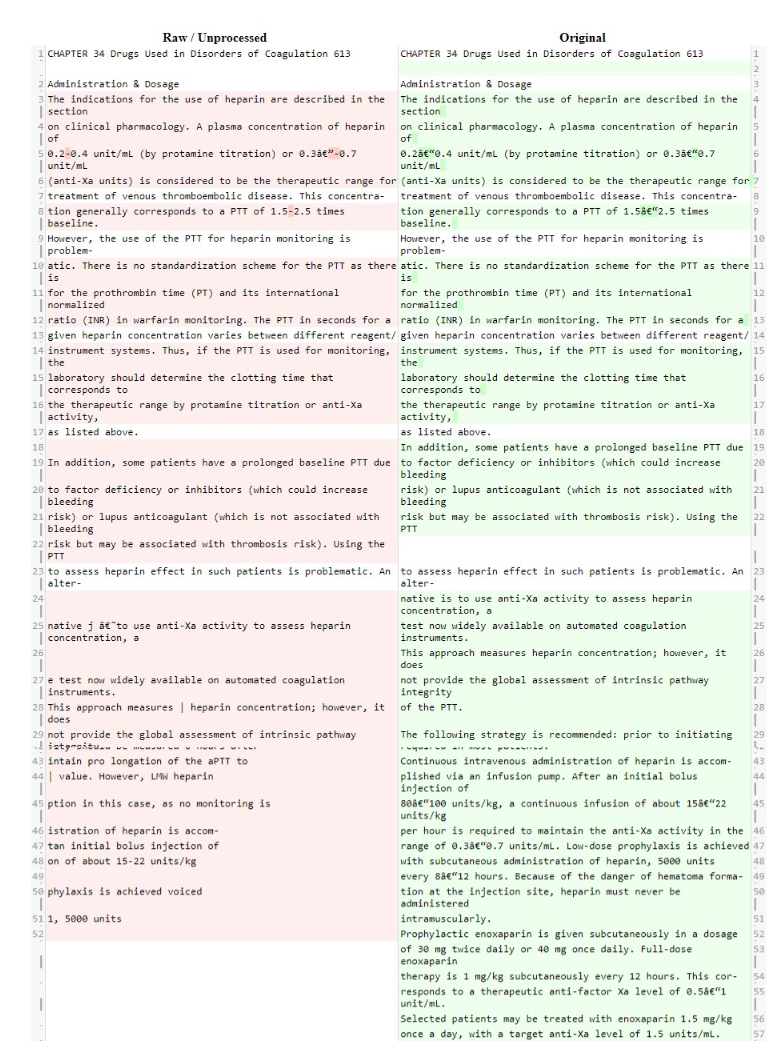 Raw / Unprocessed
1 CHAPTER 34 Drugs Used in Disorders of Coagulation 613
2 Administration & Dosage
3 The indications for the use of heparin are described in the
section
4 on clinical pharmacology. A plasma concentration of heparin
of
5 0.2-0.4 unit/mL (by protamine titration) or 0.3â€”-0.7
unit/mL
6 (anti-Xa units) is considered to be the therapeutic range for
7 treatment of venous thromboembolic disease. This concentra-
8 tion generally corresponds to a PTT of 1.5-2.5 times
baseline.
9 However, the use of the PTT for heparin monitoring is
problem-
10 atic. There is no standardization scheme for the PTT as there
is
11 for the prothrombin time (PT) and its international
normalized
12 ratio (INR) in warfarin monitoring. The PTT in seconds for a
13 given heparin concentration varies between different reagent/
14 instrument systems. Thus, if the PTT is used for monitoring,
the
15 laboratory should determine the clotting time that
corresponds to
16 the therapeutic range by protamine titration or anti-Xa
activity,
17 as listed above.
18
19 In addition, some patients have a prolonged baseline PTT due
20 to factor deficiency or inhibitors (which could increase
bleeding
21 risk) or lupus anticoagulant (which is not associated with
bleeding
22 risk but may be associated with thrombosis risk). Using the
PTT
23 to assess heparin effect in such patients is problematic. An
alter-
24
25 native j â€˜to use anti-Xa activity to assess heparin
concentration, a
26
27 e test now widely available on automated coagulation
instruments.
28 This approach measures | heparin concentration; however, it
does
29 not provide the global assessment of intrinsic pathway
43 intain pro longation of the aPTT to
44 | value. However, LMW heparin
45 ption in this case, as no monitoring is
46 istration of heparin is accom-
47 tan initial bolus injection of
48 on of about 15-22 units/kg
49
50 phylaxis is achieved voiced
51 1, 5000 units
52
Original
CHAPTER 34 Drugs Used in Disorders of Coagulation 613 1
2
Administration & Dosage 3
The indications for the use of heparin are described in the 4
section
on clinical pharmacology. A plasma concentration of heparin 5
of
0.2â€“0.4 unit/mL (by protamine titration) or 0.3â€“0.7 6
unit/mL
(anti-Xa units) is considered to be the therapeutic range for 7
treatment of venous thromboembolic disease. This concentra- 8
tion generally corresponds to a PTT of 1.5â€“2.5 times 9
baseline.
However, the use of the PTT for heparin monitoring is 10
problem-
atic. There is no standardization scheme for the PTT as there 11
is
for the prothrombin time (PT) and its international 12
normalized
ratio (INR) in warfarin monitoring. The PTT in seconds for a 13
given heparin concentration varies between different reagent/ 14
instrument systems. Thus, if the PTT is used for monitoring, 15
the
laboratory should determine the clotting time that 16
corresponds to
the therapeutic range by protamine titration or anti-Xa 17
activity,
as listed above. 18
In addition, some patients have a prolonged baseline PTT due 19
to factor deficiency or inhibitors (which could increase 20
bleeding
risk) or lupus anticoagulant (which is not associated with 21
bleeding
risk but may be associated with thrombosis risk). Using the 22
PTT
to assess heparin effect in such patients is problematic. An 23
alter-
native is to use anti-Xa activity to assess heparin 24
concentration, a
test now widely available on automated coagulation 25
instruments.
This approach measures heparin concentration; however, it 26
does
not provide the global assessment of intrinsic pathway 27
integrity
of the PTT. 28
The following strategy is recommended: prior to initiating 29
required in most patients. 42
Continuous intravenous administration of heparin is accom- 43
plished via an infusion pump. After an initial bolus 44
injection of
80â€“100 units/kg, a continuous infusion of about 15â€“22 45
units/kg
per hour is required to maintain the anti-Xa activity in the 46
range of 0.3â€“0.7 units/mL. Low-dose prophylaxis is achieved 47
with subcutaneous administration of heparin, 5000 units 48
every 8â€“12 hours. Because of the danger of hematoma forma- 49
tion at the injection site, heparin must never be 50
administered
intramuscularly. 51
Prophylactic enoxaparin is given subcutaneously in a dosage 52
of 30 mg twice daily or 40 mg once daily. Full-dose 53
enoxaparin
therapy is 1 mg/kg subcutaneously every 12 hours. This cor- 54
responds to a therapeutic anti-factor Xa level of 0.5â€“1 55
unit/mL.
Selected patients may be treated with enoxaparin 1.5 mg/kg 56
once a day, with a target anti-Xa level of 1.5 units/mL. 57